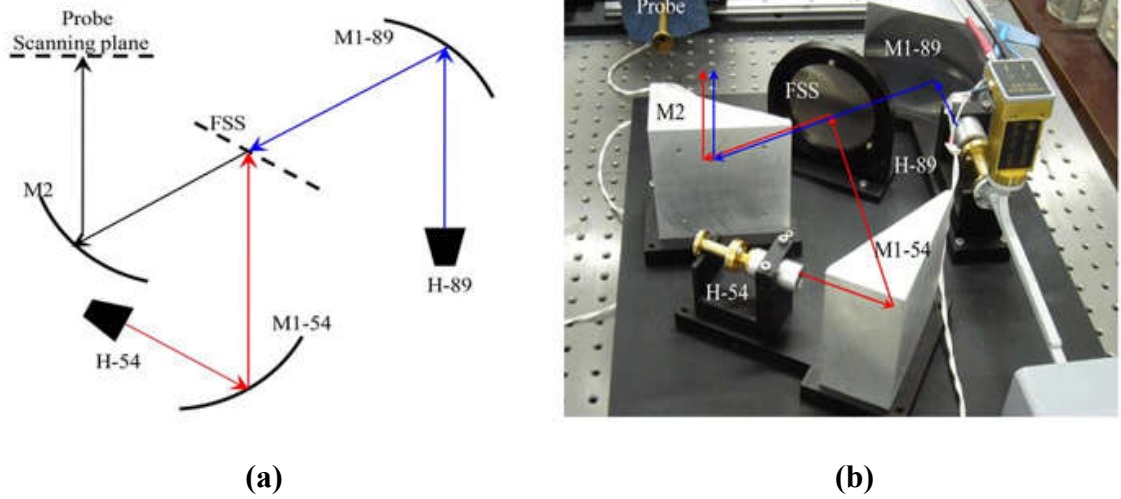 Probe
Scanning plane
M1-89
FSS
M2
H-89
M1-54
H-54
Probe
M1-89
FSS
M2
H-89
M1-54
H-54
(a)
(b)